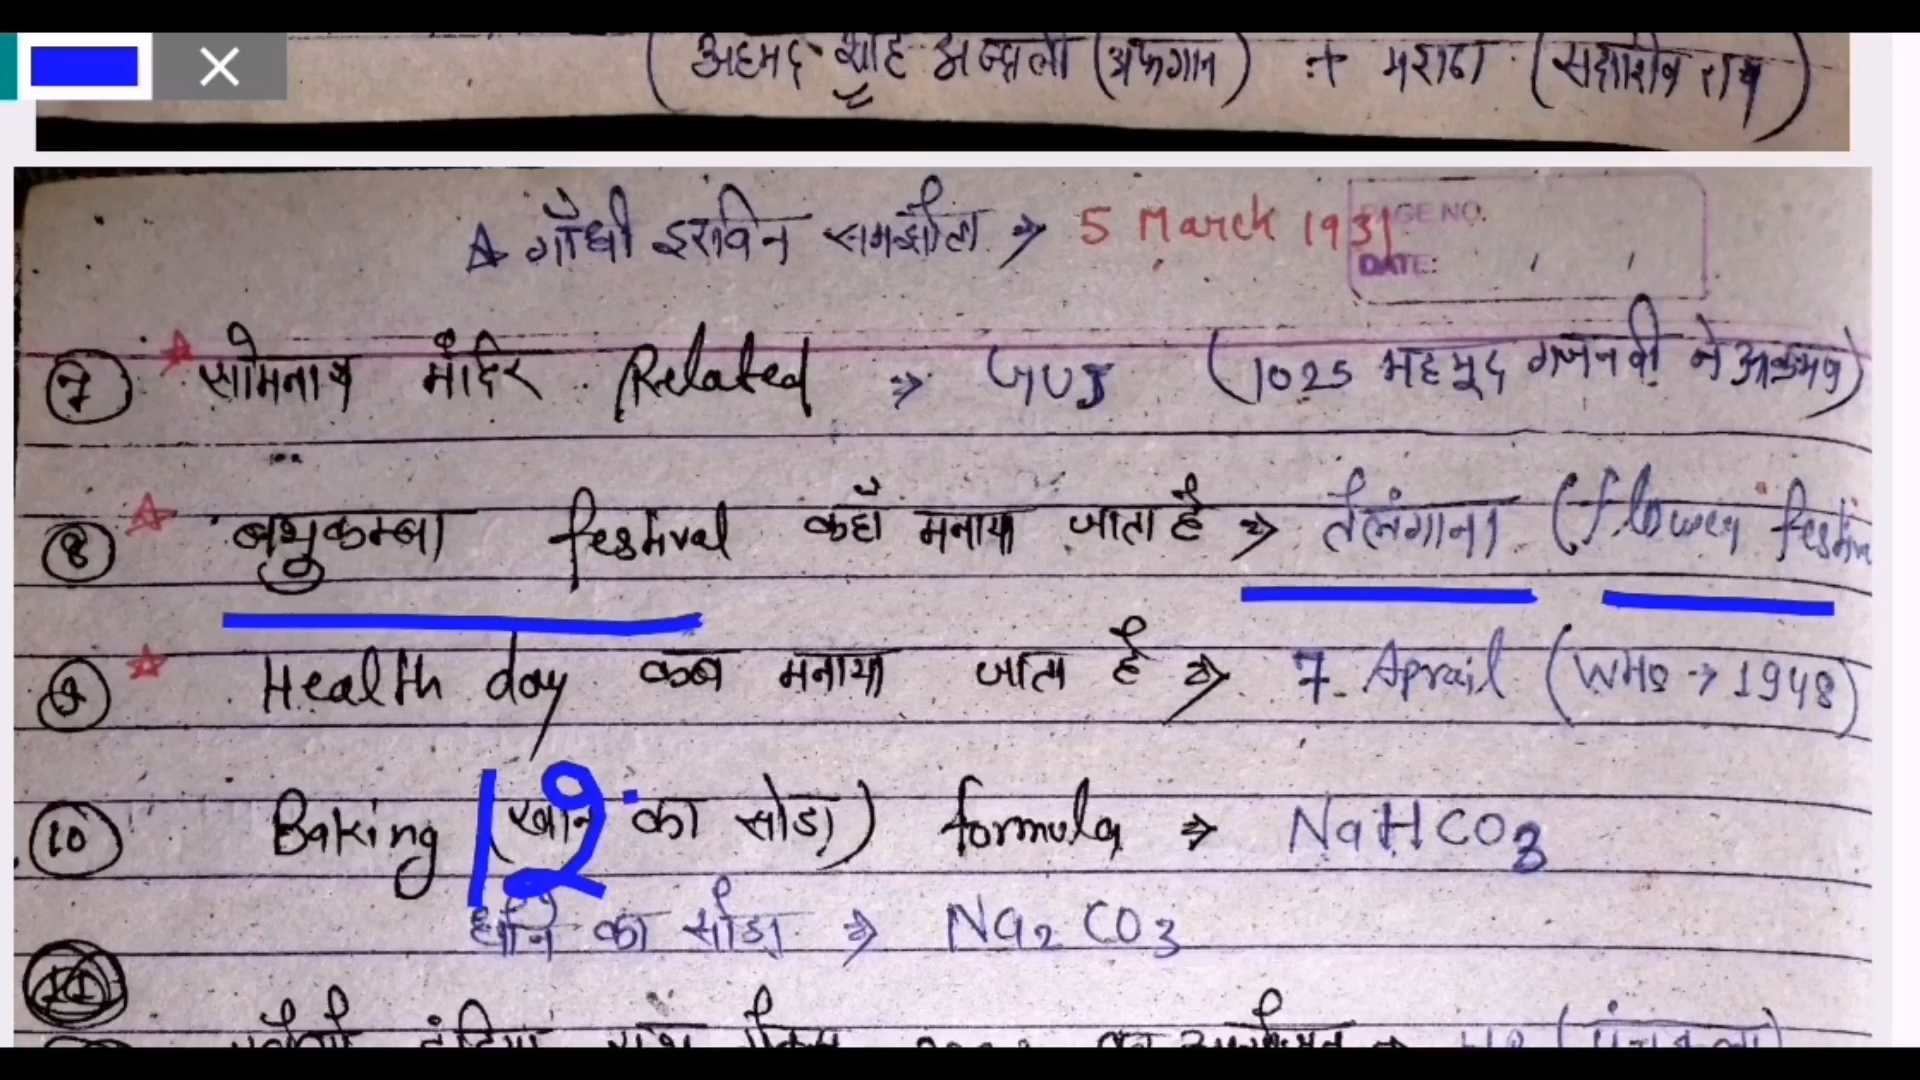 (अहमद शाह अब्दाली (अफगान) + मराठा (सदाशिव राव)
गाँधी इरविन समझौता ⇒ 5 March 1931
PAGE NO.
DATE:
7 सोमनाथ मंदिर Related ⇒ GUJ (1025 महमूद गजनवी ने आक्रमण)
8 बथुकम्बा festival कहाँ मनाया जाता है ⇒ तेलंगाना (flower
9 Health day कब मनाया जाता है ⇒ 7 Aprail (WHO → 1948)
10 Baking (खाने का सोडा) formula ⇒ NaHCO3
12
धोने का सोडा ⇒ Na2CO3
11